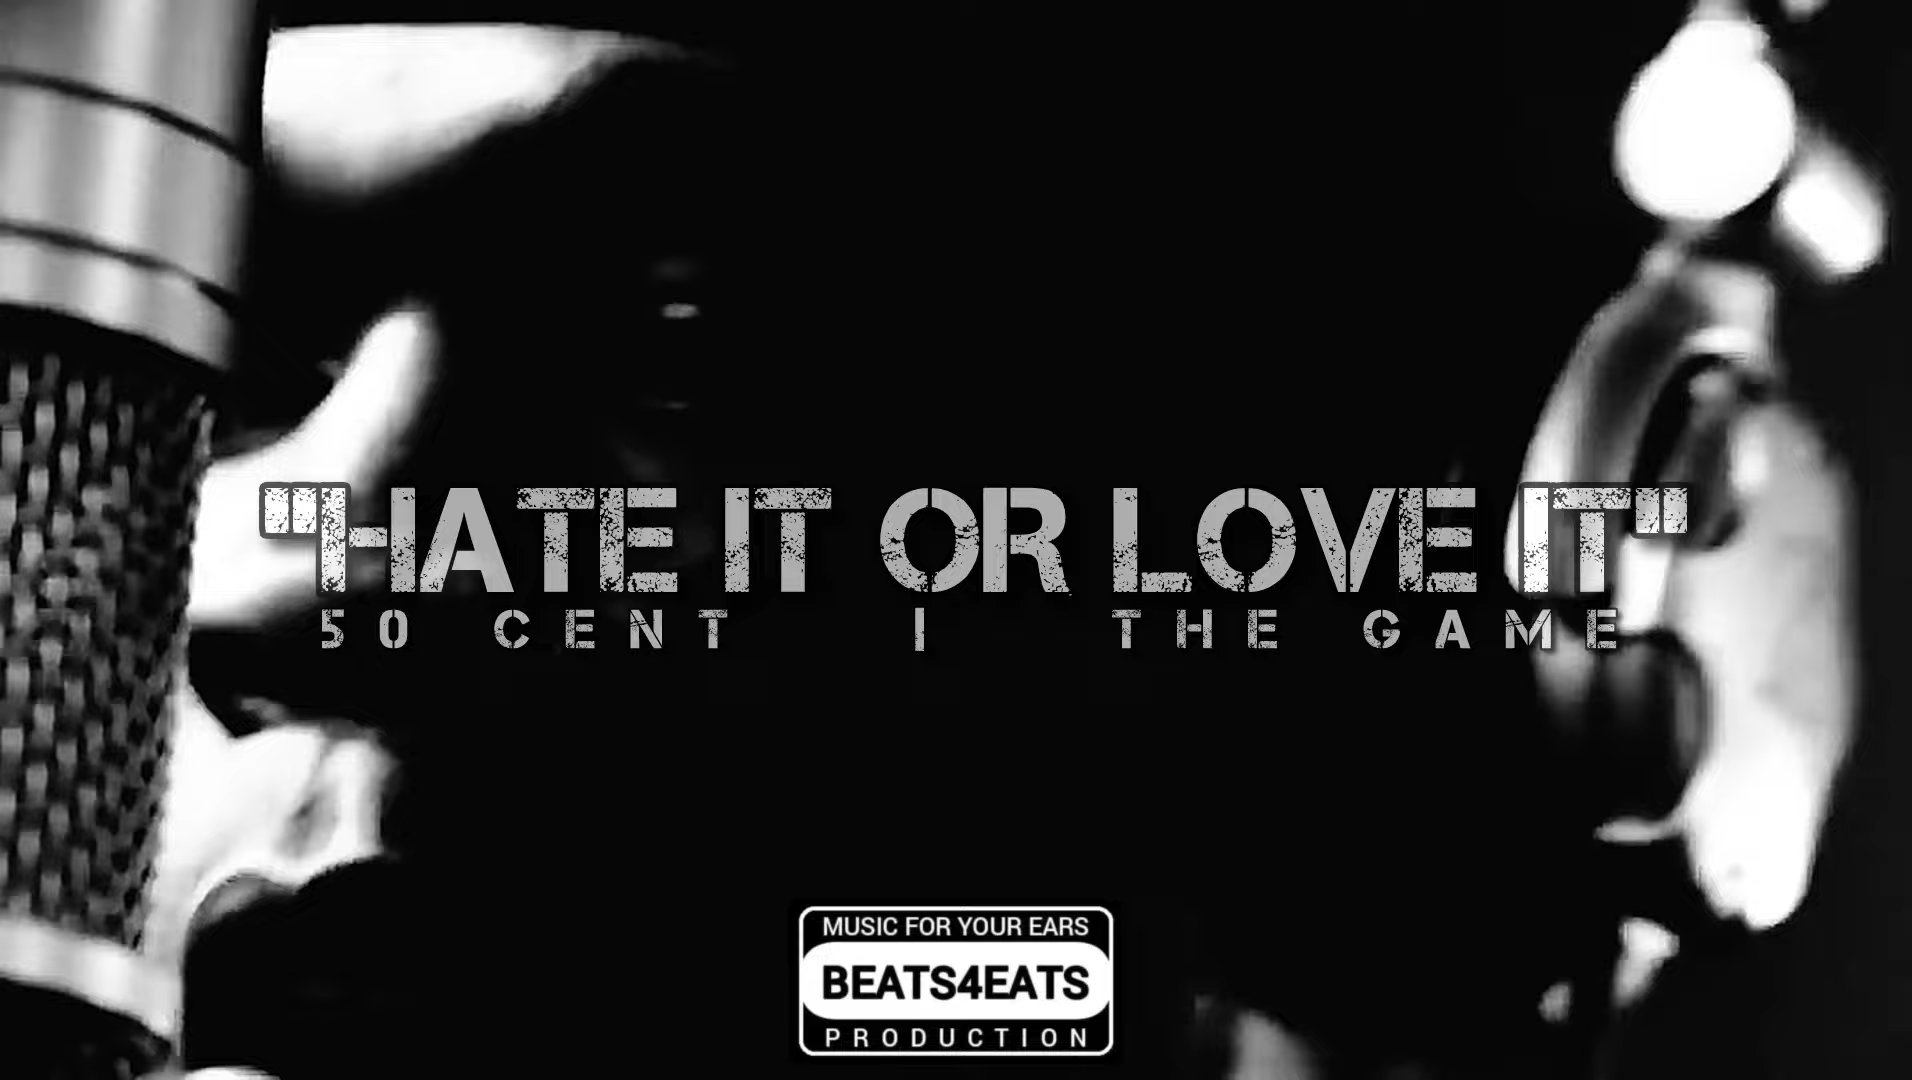 "HATE IT OR LOVE IT"
50 CENT | THE GAME
MUSIC FOR YOUR EARS
BEATS4EATS
PRODUCTION